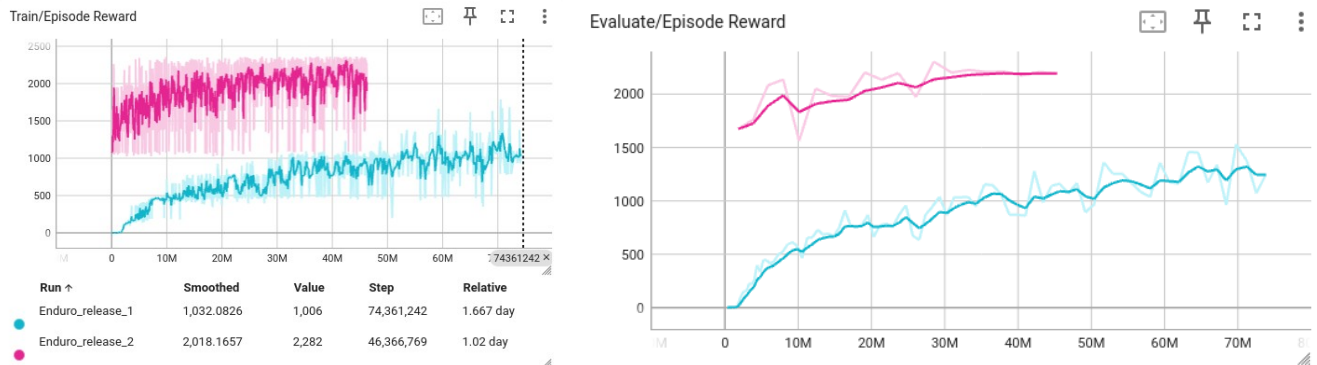 Train/Episode Reward
2500
2000
1500
1000
500
0
M
0
10M
20M
30M
40M
50M
60M
74361242 ×
Run ↑ Smoothed Value Step Relative
Enduro_release_1 1,032.0826 1,006 74,361,242 1.667 day
Enduro_release_2 2,018.1657 2,282 46,366,769 1.02 day
Evaluate/Episode Reward
2000
1500
1000
500
0
M
0
10M
20M
30M
40M
50M
60M
70M